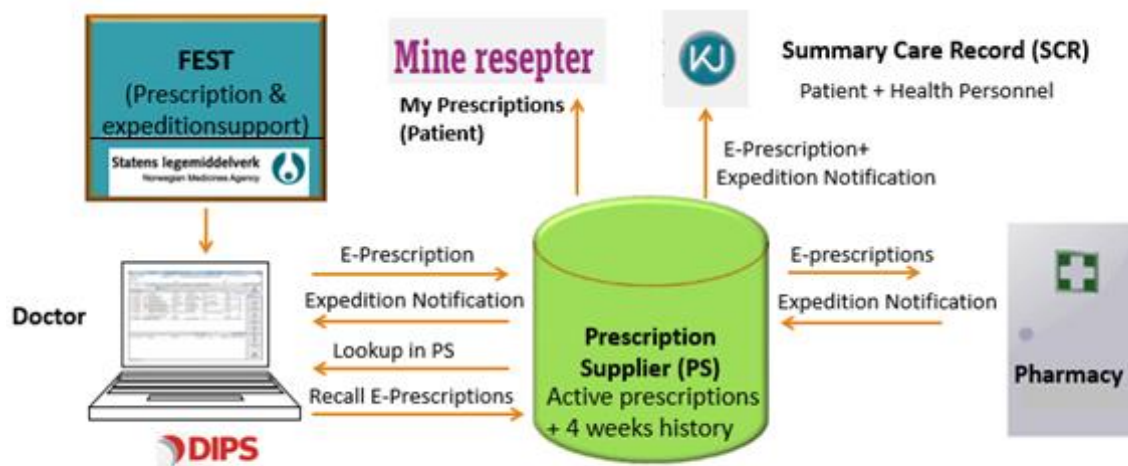 FEST
(Prescription &
expeditionsupport)
Statens legemiddelverk
Norwegian Medicines Agency
Mine resepter
My Prescriptions
(Patient)
KJ
Summary Care Record (SCR)
Patient + Health Personnel
E-Prescription+
Expedition Notification
Doctor
E-Prescription
Expedition Notification
Lookup in PS
Recall E-Prescriptions
DIPS
Prescription
Supplier (PS)
Active prescriptions
+ 4 weeks history
E-prescriptions
Expedition Notification
Pharmacy